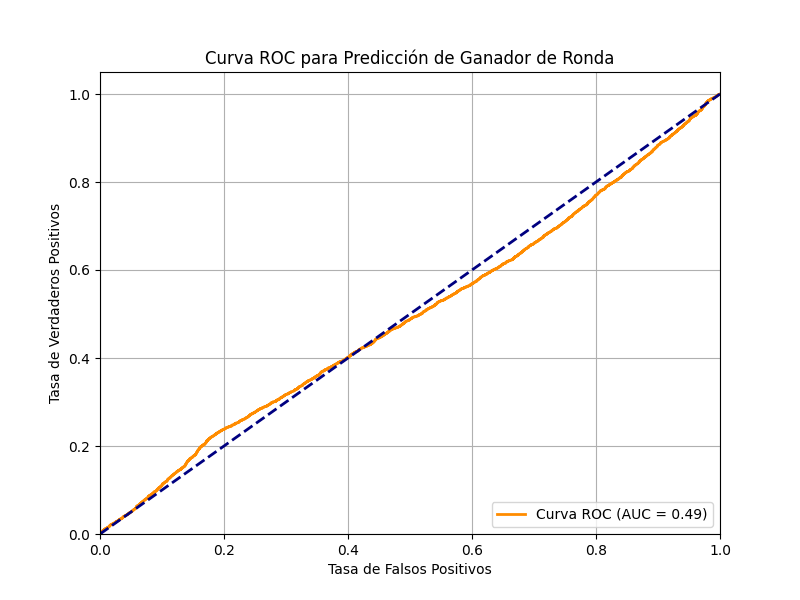 Curva ROC para Predicción de Ganador de Ronda
Tasa de Verdaderos Positivos
1.0
0.8
0.6
0.4
0.2
0.0
0.0 0.2 0.4 0.6 0.8 1.0
Tasa de Falsos Positivos
Curva ROC (AUC = 0.49)